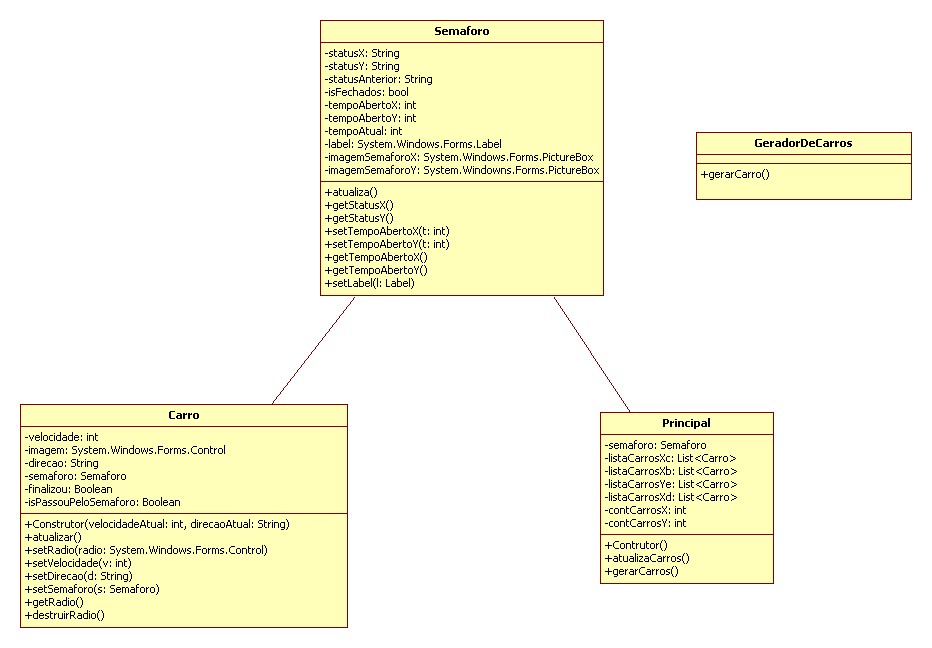 Semaforo
-statusX: String
-statusY: String
-statusAnterior: String
-isFechados: bool
-tempoAbertoX: int
-tempoAbertoY: int
-tempoAtual: int
-label: System.Windows.Forms.Label
-imagemSemaforoX: System.Windows.Forms.PictureBox
-imagemSemaforoY: System.Windowns.Forms.PictureBox
+atualiza()
+getStatusX()
+getStatusY()
+setTempoAbertoX(t: int)
+setTempoAbertoY(t: int)
+getTempoAbertoX()
+getTempoAbertoY()
+setLabel(l: Label)
GeradorDeCarros
+gerarCarro()
Carro
-velocidade: int
-imagem: System.Windows.Forms.Control
-direcao: String
-semaforo: Semaforo
-finalizou: Boolean
-isPassouPeloSemaforo: Boolean
+Construtor(velocidadeAtual: int, direcaoAtual: String)
+atualizar()
+setRadio(radio: System.Windows.Forms.Control)
+setVelocidade(v: int)
+setDirecao(d: String)
+setSemaforo(s: Semaforo)
+getRadio()
+destruirRadio()
Principal
-semaforo: Semaforo
-listaCarrosXc: List<Carro>
-listaCarrosXb: List<Carro>
-listaCarrosYe: List<Carro>
-listaCarrosXd: List<Carro>
-contCarrosX: int
-contCarrosY: int
+Contrutor()
+atualizaCarros()
+gerarCarros()